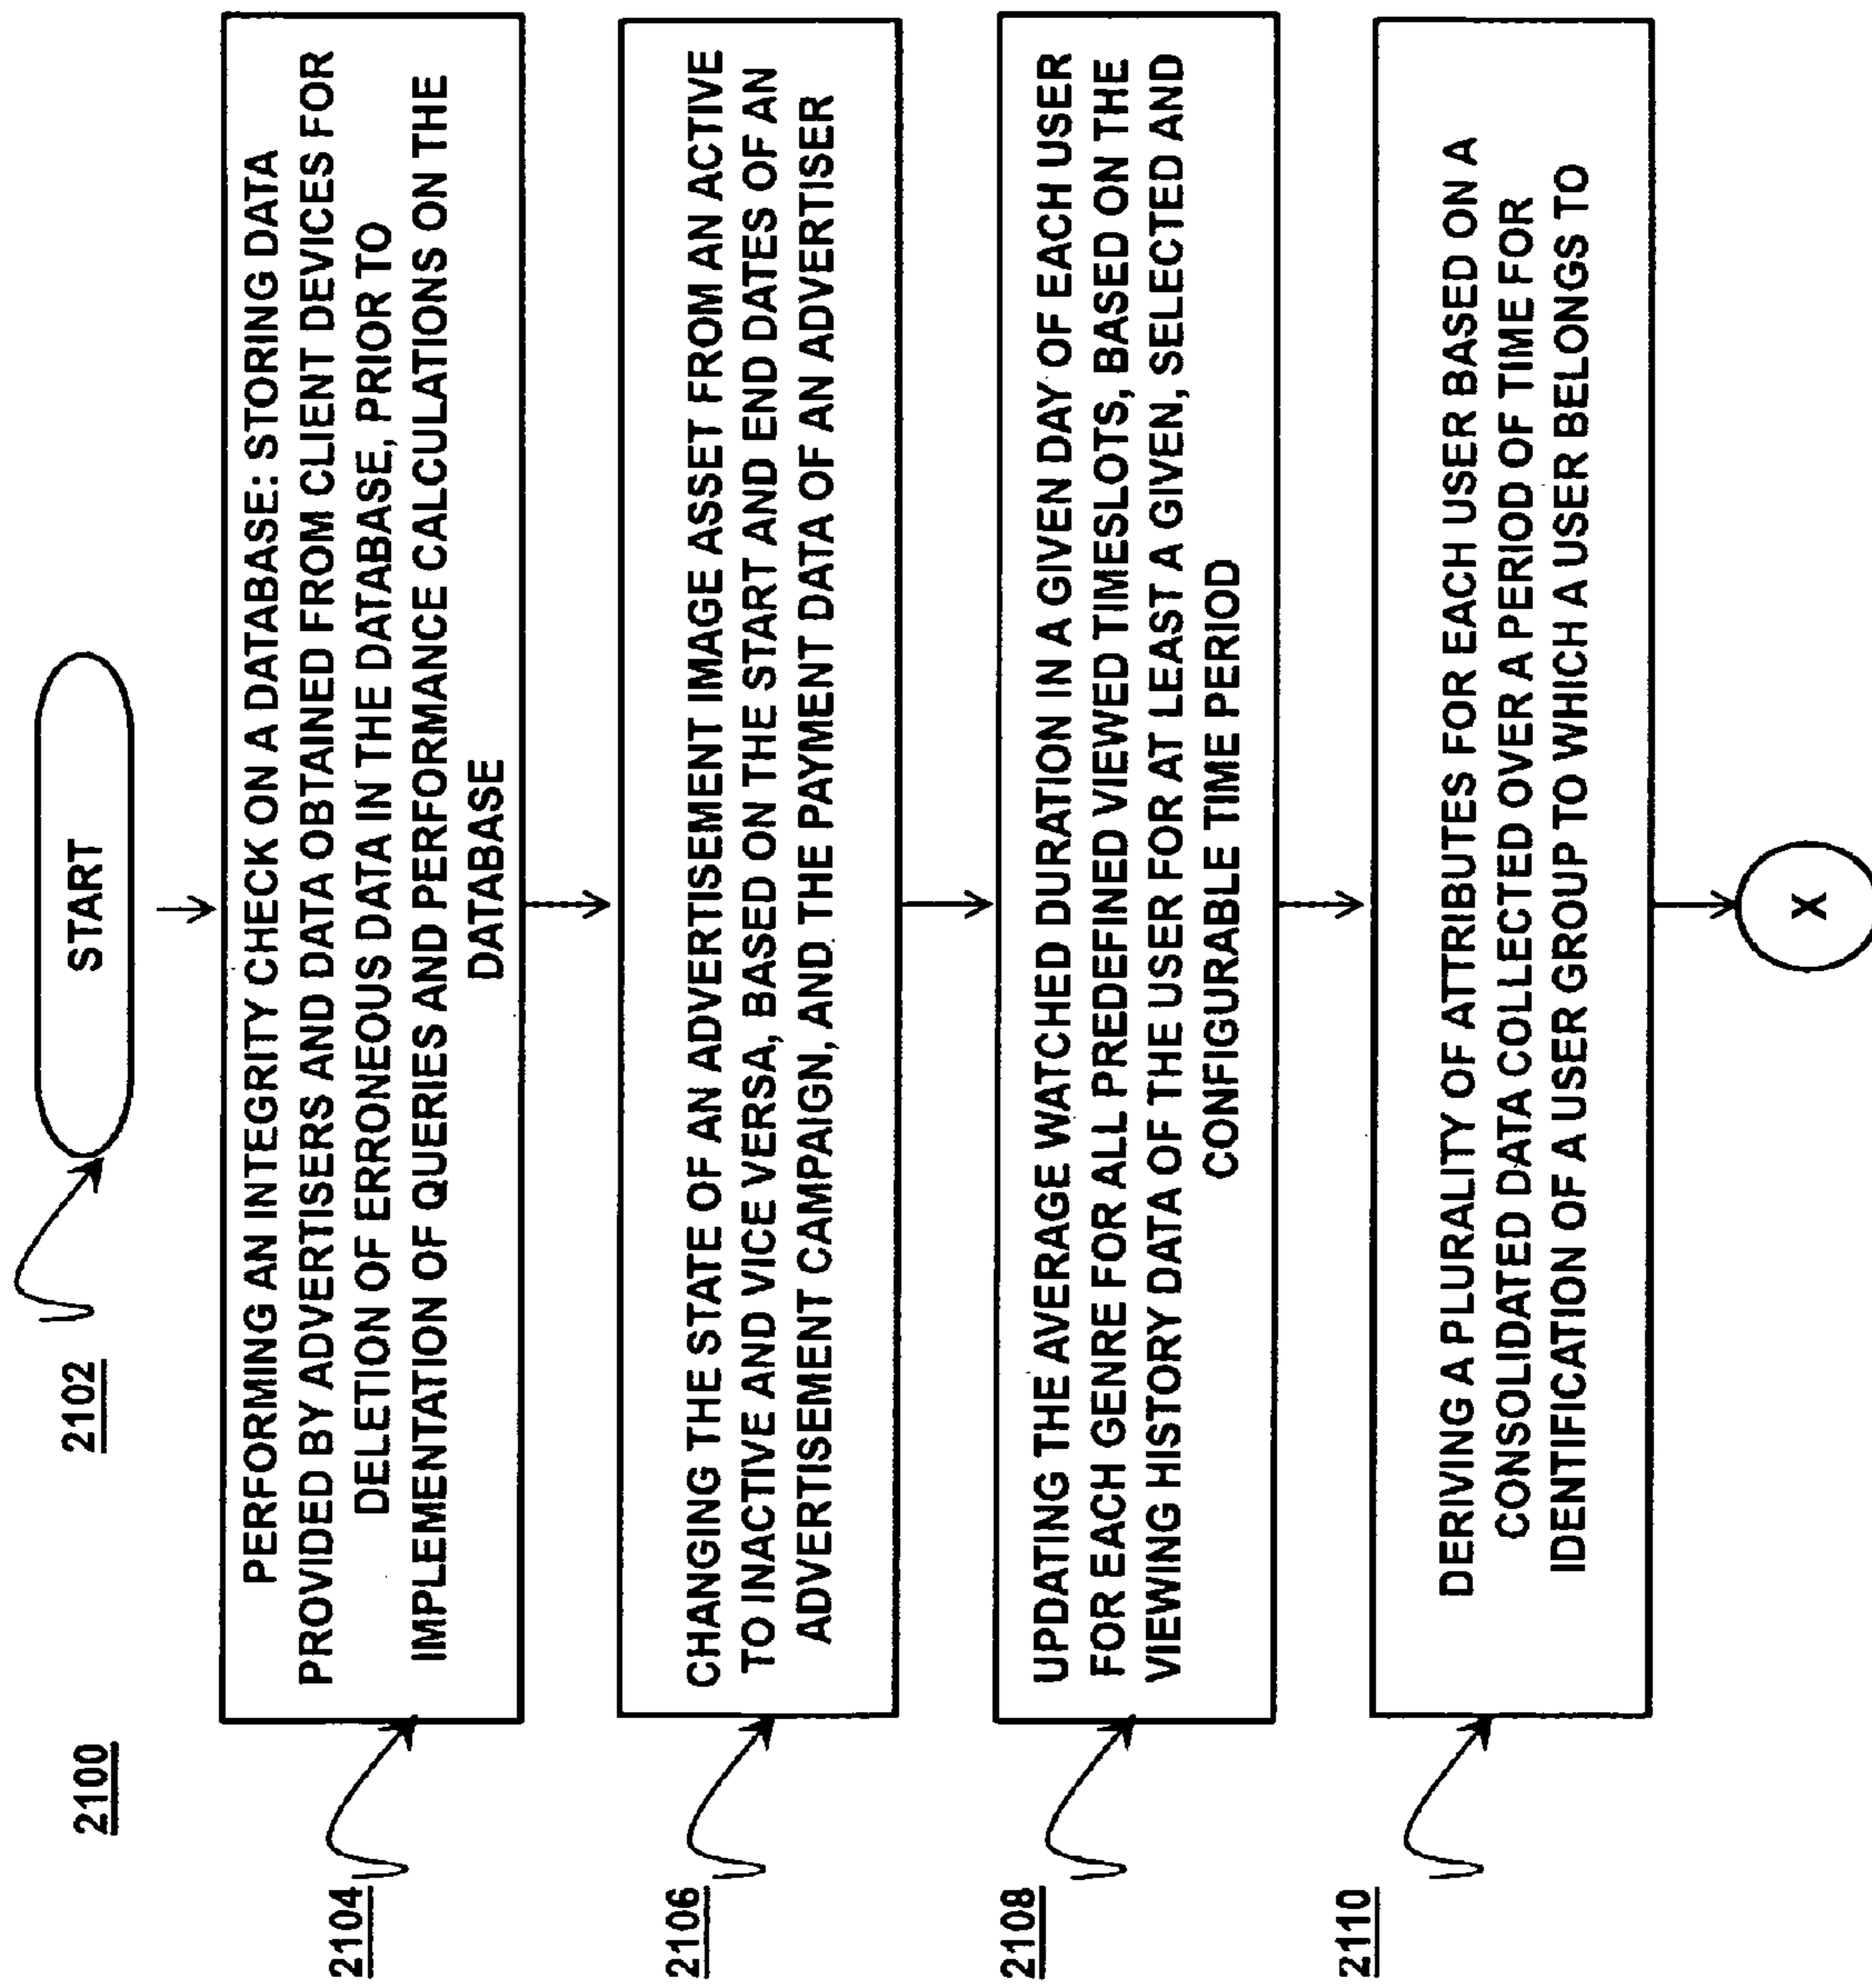 2100
2102
START
2104
PERFORMING AN INTEGRITY CHECK ON A DATABASE: STORING DATA
PROVIDED BY ADVERTISERS AND DATA OBTAINED FROM CLIENT DEVICES FOR
DELETION OF ERRONEOUS DATA IN THE DATABASE, PRIOR TO
IMPLEMENTATION OF QUERIES AND PERFORMANCE CALCULATIONS ON THE
DATABASE
2106
CHANGING THE STATE OF AN ADVERTISEMENT IMAGE ASSET FROM AN ACTIVE
TO INACTIVE AND VICE VERSA, BASED ON THE START AND END DATES OF AN
ADVERTISEMENT CAMPAIGN, AND THE PAYMENT DATA OF AN ADVERTISER
2108
UPDATING THE AVERAGE WATCHED DURATION IN A GIVEN DAY OF EACH USER
FOR EACH GENRE FOR ALL PREDEFINED VIEWED TIMESLOTS, BASED ON THE
VIEWING HISTORY DATA OF THE USER FOR AT LEAST A GIVEN, SELECTED AND
CONFIGURABLE TIME PERIOD
2110
DERIVING A PLURALITY OF ATTRIBUTES FOR EACH USER BASED ON A
CONSOLIDATED DATA COLLECTED OVER A PERIOD OF TIME FOR
IDENTIFICATION OF A USER GROUP TO WHICH A USER BELONGS TO
X